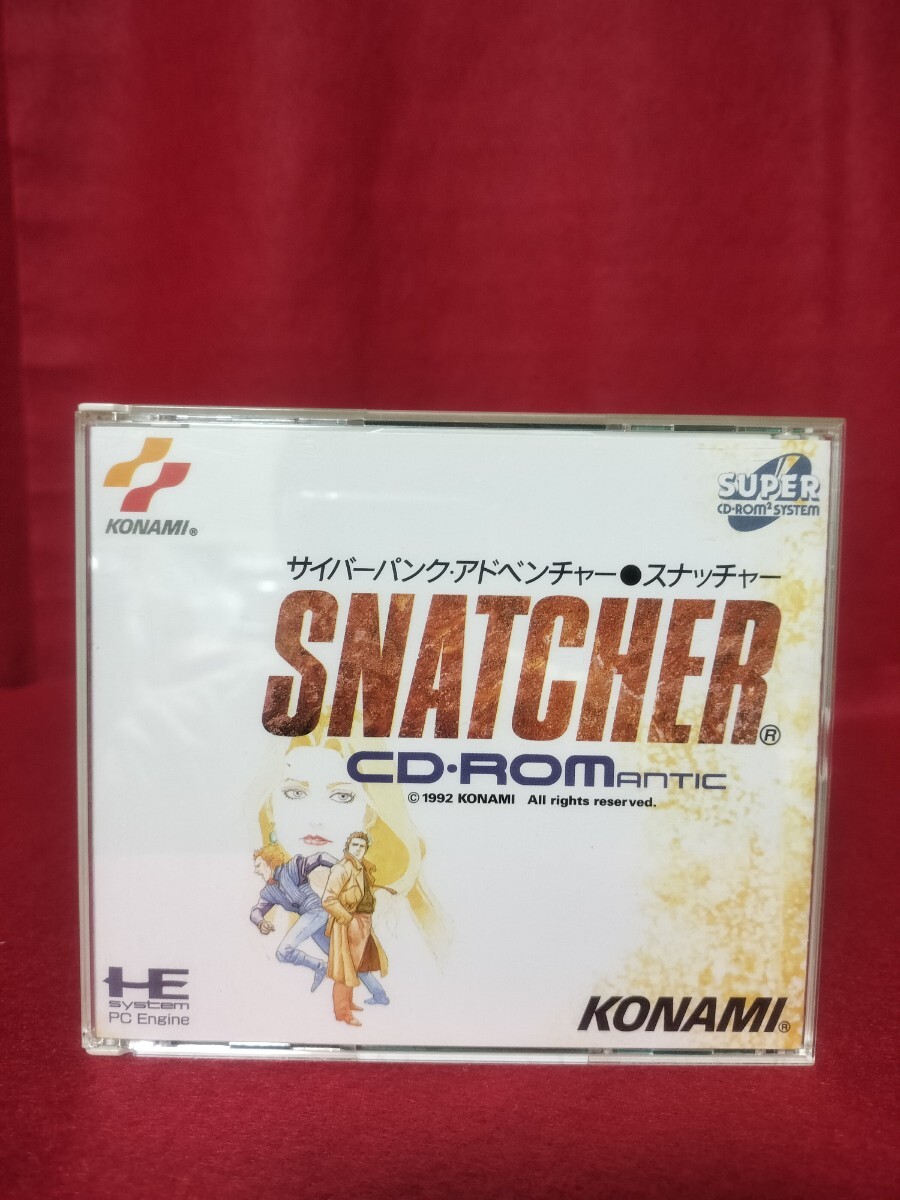 KONAMI®
SUPER
CD-ROM² SYSTEM
サイバーパンク・アドベンチャー●スナッチャー
SNATCHER®
CD·ROMANTIC
© 1992 KONAMI All rights reserved.
HE
system
PC Engine
KONAMI®